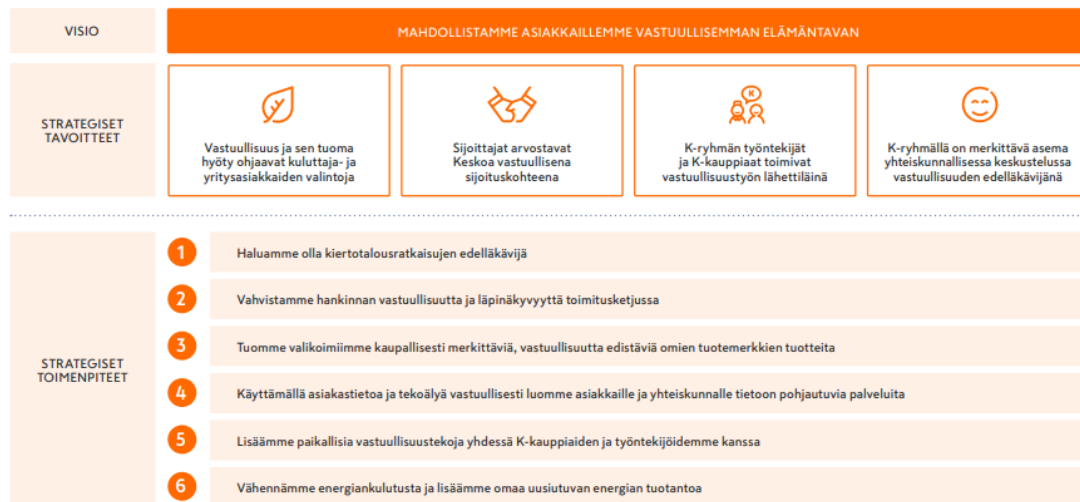 VISIO
MAHDOLLISTAMME ASIAKKAILLEMME VASTUULLISEMMAN ELÄMÄNTAVAN
STRATEGISET
TAVOITTEET
Vastuullisuus ja sen tuoma
hyöty ohjaavat kuluttaja- ja
yritysasiakkaiden valintoja
Sijoittajat arvostavat
Keskoa vastuullisena
sijoituskohteena
K
K-ryhmän työntekijät
ja K-kauppiaat toimivat
vastuullisuustyön lähettiläinä
K-ryhmällä on merkittävä asema
yhteiskunnallisessa keskustelussa
vastuullisuuden edelläkävijänä
STRATEGISET
TOIMENPITEET
1 Haluamme olla kiertotalousratkaisujen edelläkävijä
2 Vahvistamme hankinnan vastuullisuutta ja läpinäkyvyyttä toimitusketjussa
3 Tuomme valikoimiimme kaupallisesti merkittäviä, vastuullisuutta edistäviä omien tuotemerkkien tuotteita
4 Käyttämällä asiakastietoa ja tekoälyä vastuullisesti luomme asiakkaille ja yhteiskunnalle tietoon pohjautuvia palveluita
5 Lisäämme paikallisia vastuullisuustekoja yhdessä K-kauppiaiden ja työntekijöidemme kanssa
6 Vähennämme energiankulutusta ja lisäämme omaa uusiutuvan energian tuotantoa